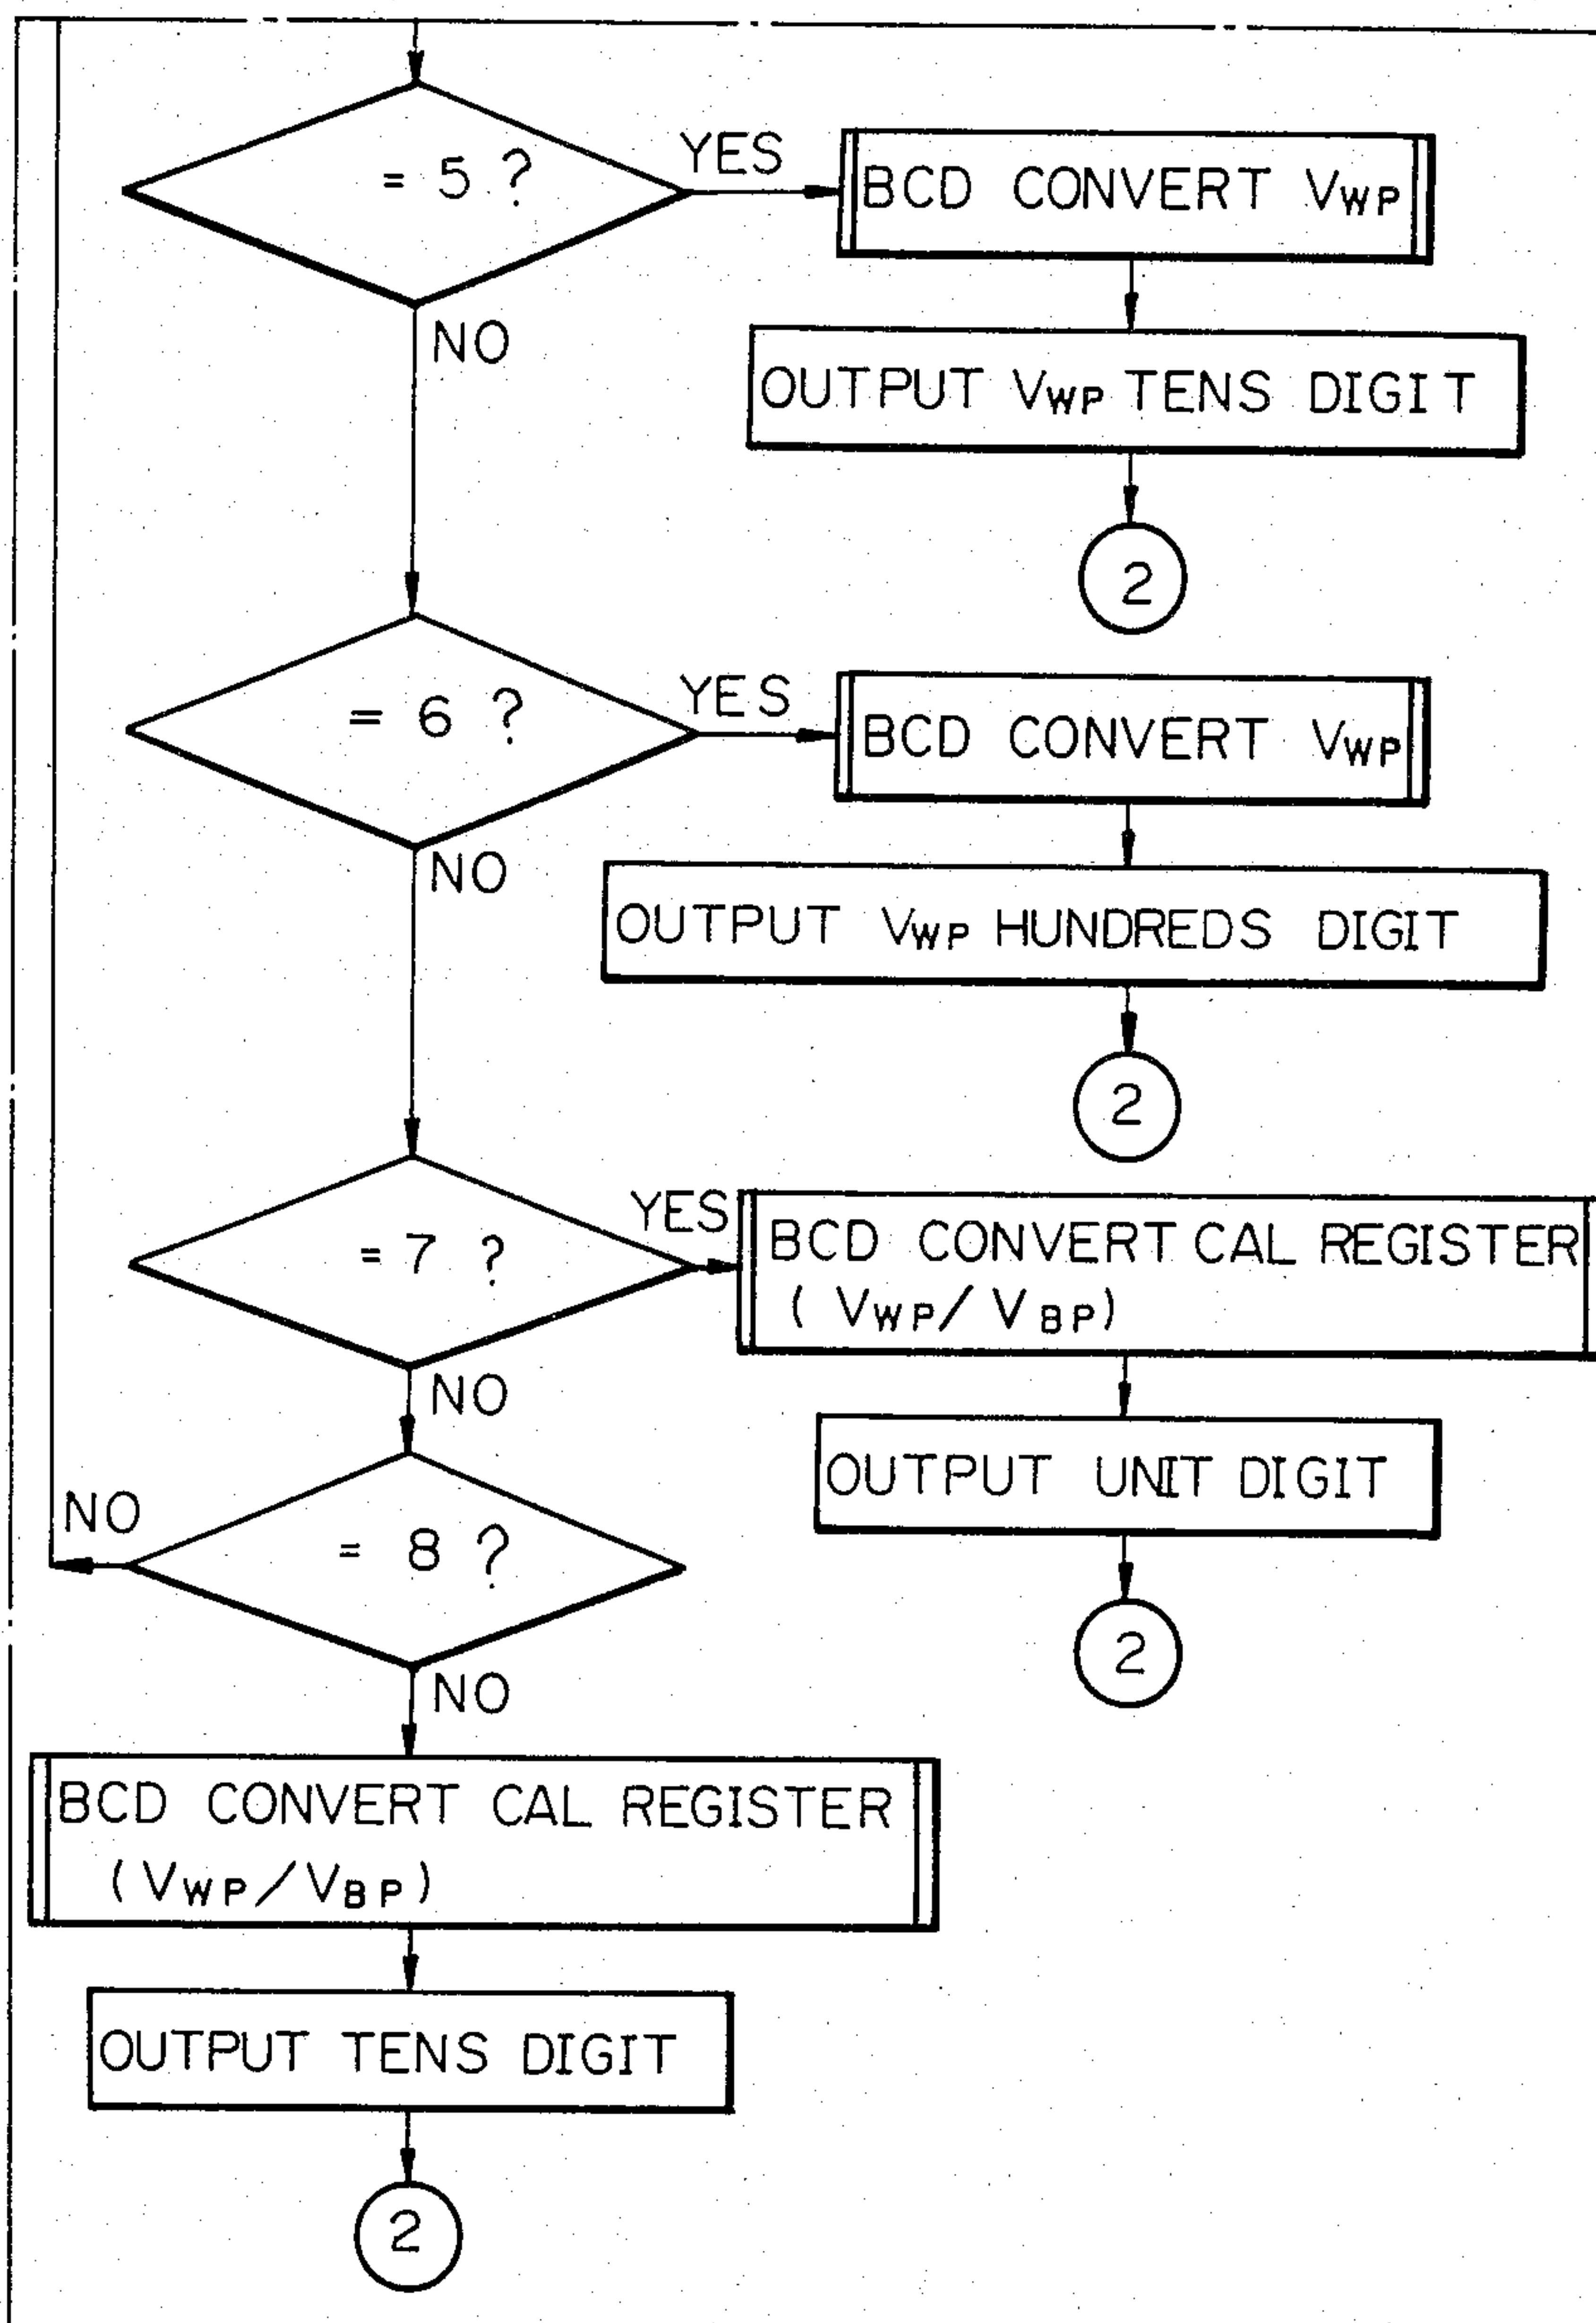 = 5 ?
YES
BCD CONVERT VWP
NO
OUTPUT VWP TENS DIGIT
2
= 6 ?
YES
BCD CONVERT VWP
NO
OUTPUT VWP HUNDREDS DIGIT
2
= 7 ?
YES
BCD CONVERT CAL REGISTER
( VWP / VBP )
NO
OUTPUT UNIT DIGIT
2
= 8 ?
NO
NO
BCD CONVERT CAL REGISTER
( VWP / VBP )
OUTPUT TENS DIGIT
2